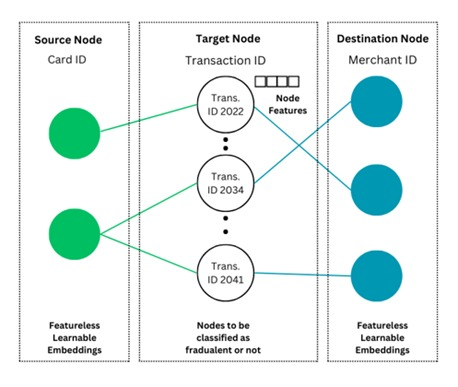 Source Node
Card ID
Target Node
Transaction ID
Destination Node
Merchant ID
Node
Features
Trans.
ID 2022
Trans.
ID 2034
Trans.
ID 2041
Featureless
Learnable
Embeddings
Nodes to be
classified as
fradualent or not
Featureless
Learnable
Embeddings